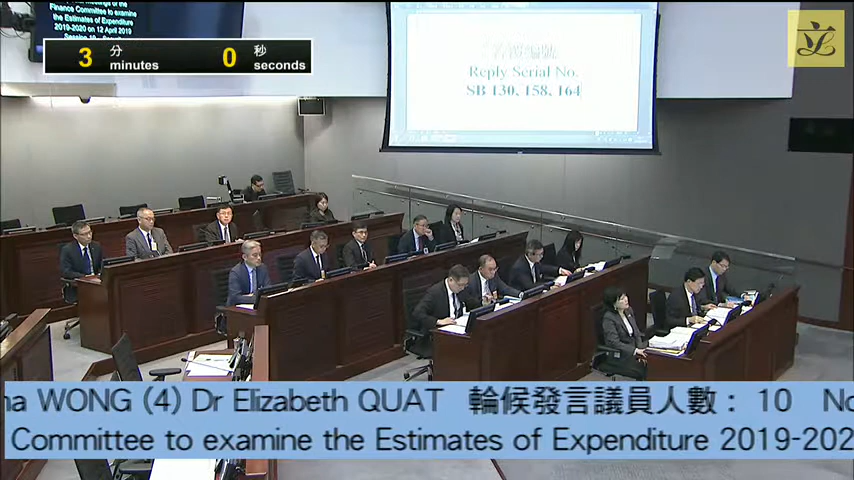 Finance Committee to examine
the Estimates of Expenditure
2019-2020 on 12 April 2019
3 分 minutes 0 秒 seconds
Reply Serial No.
SB 130, 158, 164
na WONG (4) Dr Elizabeth QUAT 輪候發言議員人數： 10 No
Committee to examine the Estimates of Expenditure 2019-202